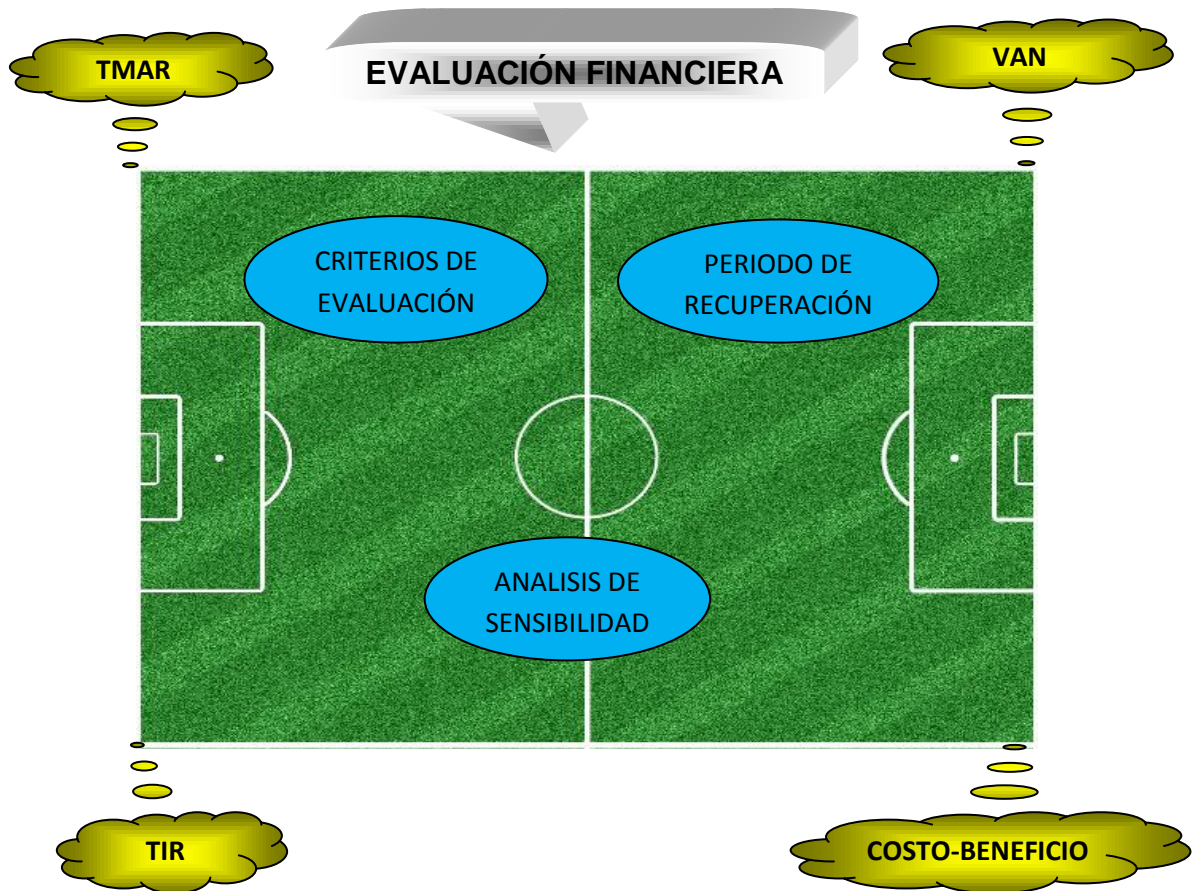 TMAR
EVALUACIÓN FINANCIERA
VAN
CRITERIOS DE
EVALUACIÓN
PERIODO DE
RECUPERACIÓN
ANALISIS DE
SENSIBILIDAD
TIR
COSTO-BENEFICIO